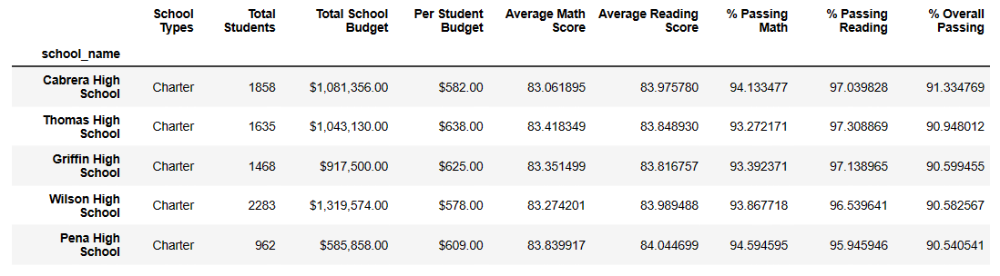 School Types Total Students Total School Budget Per Student Budget Average Math Score Average Reading Score % Passing Math % Passing Reading % Overall Passing
school_name
Cabrera High School Charter 1858 $1,081,356.00 $582.00 83.061895 83.975780 94.133477 97.039828 91.334769
Thomas High School Charter 1635 $1,043,130.00 $638.00 83.418349 83.848930 93.272171 97.308869 90.948012
Griffin High School Charter 1468 $917,500.00 $625.00 83.351499 83.816757 93.392371 97.138965 90.599455
Wilson High School Charter 2283 $1,319,574.00 $578.00 83.274201 83.989488 93.867718 96.539641 90.582567
Pena High School Charter 962 $585,858.00 $609.00 83.839917 84.044699 94.594595 95.945946 90.540541